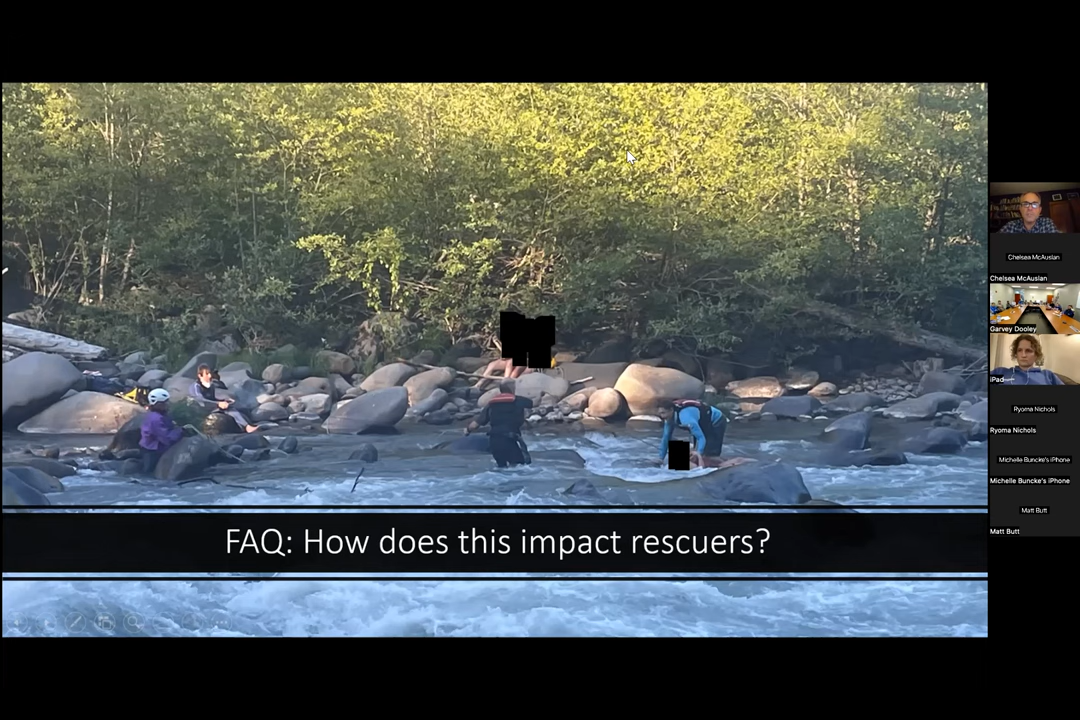 FAQ: How does this impact rescuers?
Chelsea McAuslan
Chelsea McAuslan
Garvey Dooley
iPad
Ryoma Nichols
Ryoma Nichols
Michelle Buncke's iPhone
Michelle Buncke's iPhone
Matt Butt
Matt Butt